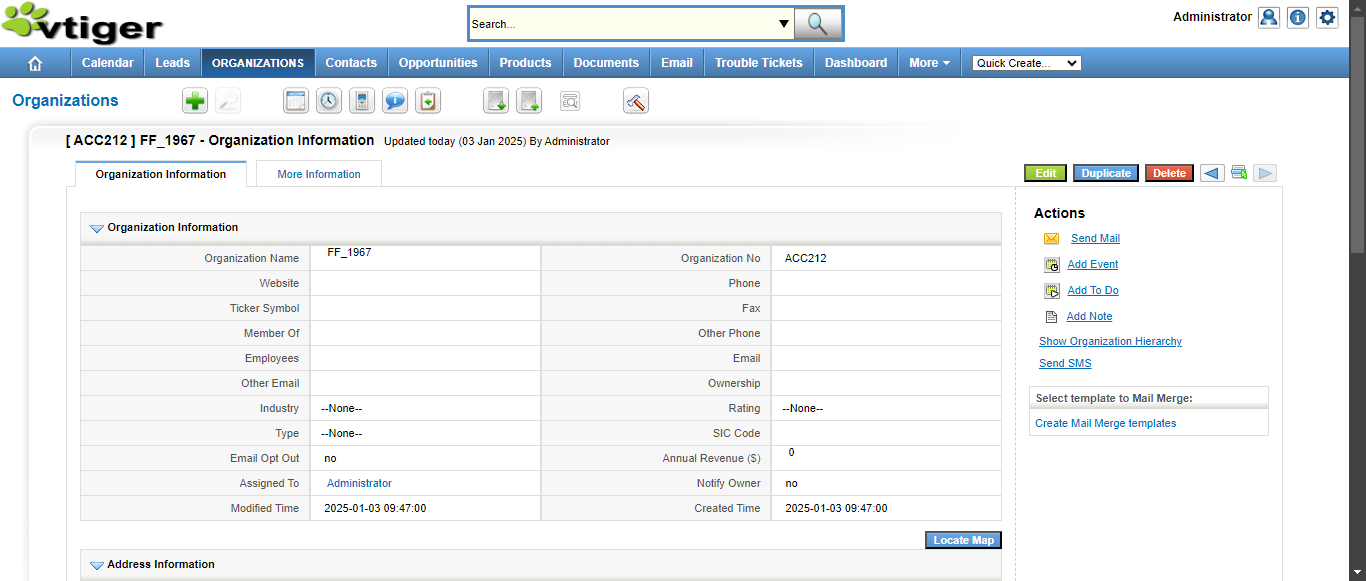 vtiger
Search...
Administrator
Calendar Leads ORGANIZATIONS Contacts Opportunities Products Documents Email Trouble Tickets Dashboard More Quick Create...
Organizations
[ ACC212 ] FF_1967 - Organization Information Updated today (03 Jan 2025) By Administrator
Organization Information More Information
Edit Duplicate Delete
Organization Information
Organization Name FF_1967 Organization No ACC212
Website Phone
Ticker Symbol Fax
Member Of Other Phone
Employees Email
Other Email Ownership
Industry --None-- Rating --None--
Type --None-- SIC Code
Email Opt Out no Annual Revenue ($) 0
Assigned To Administrator Notify Owner no
Modified Time 2025-01-03 09:47:00 Created Time 2025-01-03 09:47:00
Locate Map
Address Information
Actions
Send Mail
Add Event
Add To Do
Add Note
Show Organization Hierarchy
Send SMS
Select template to Mail Merge:
Create Mail Merge templates